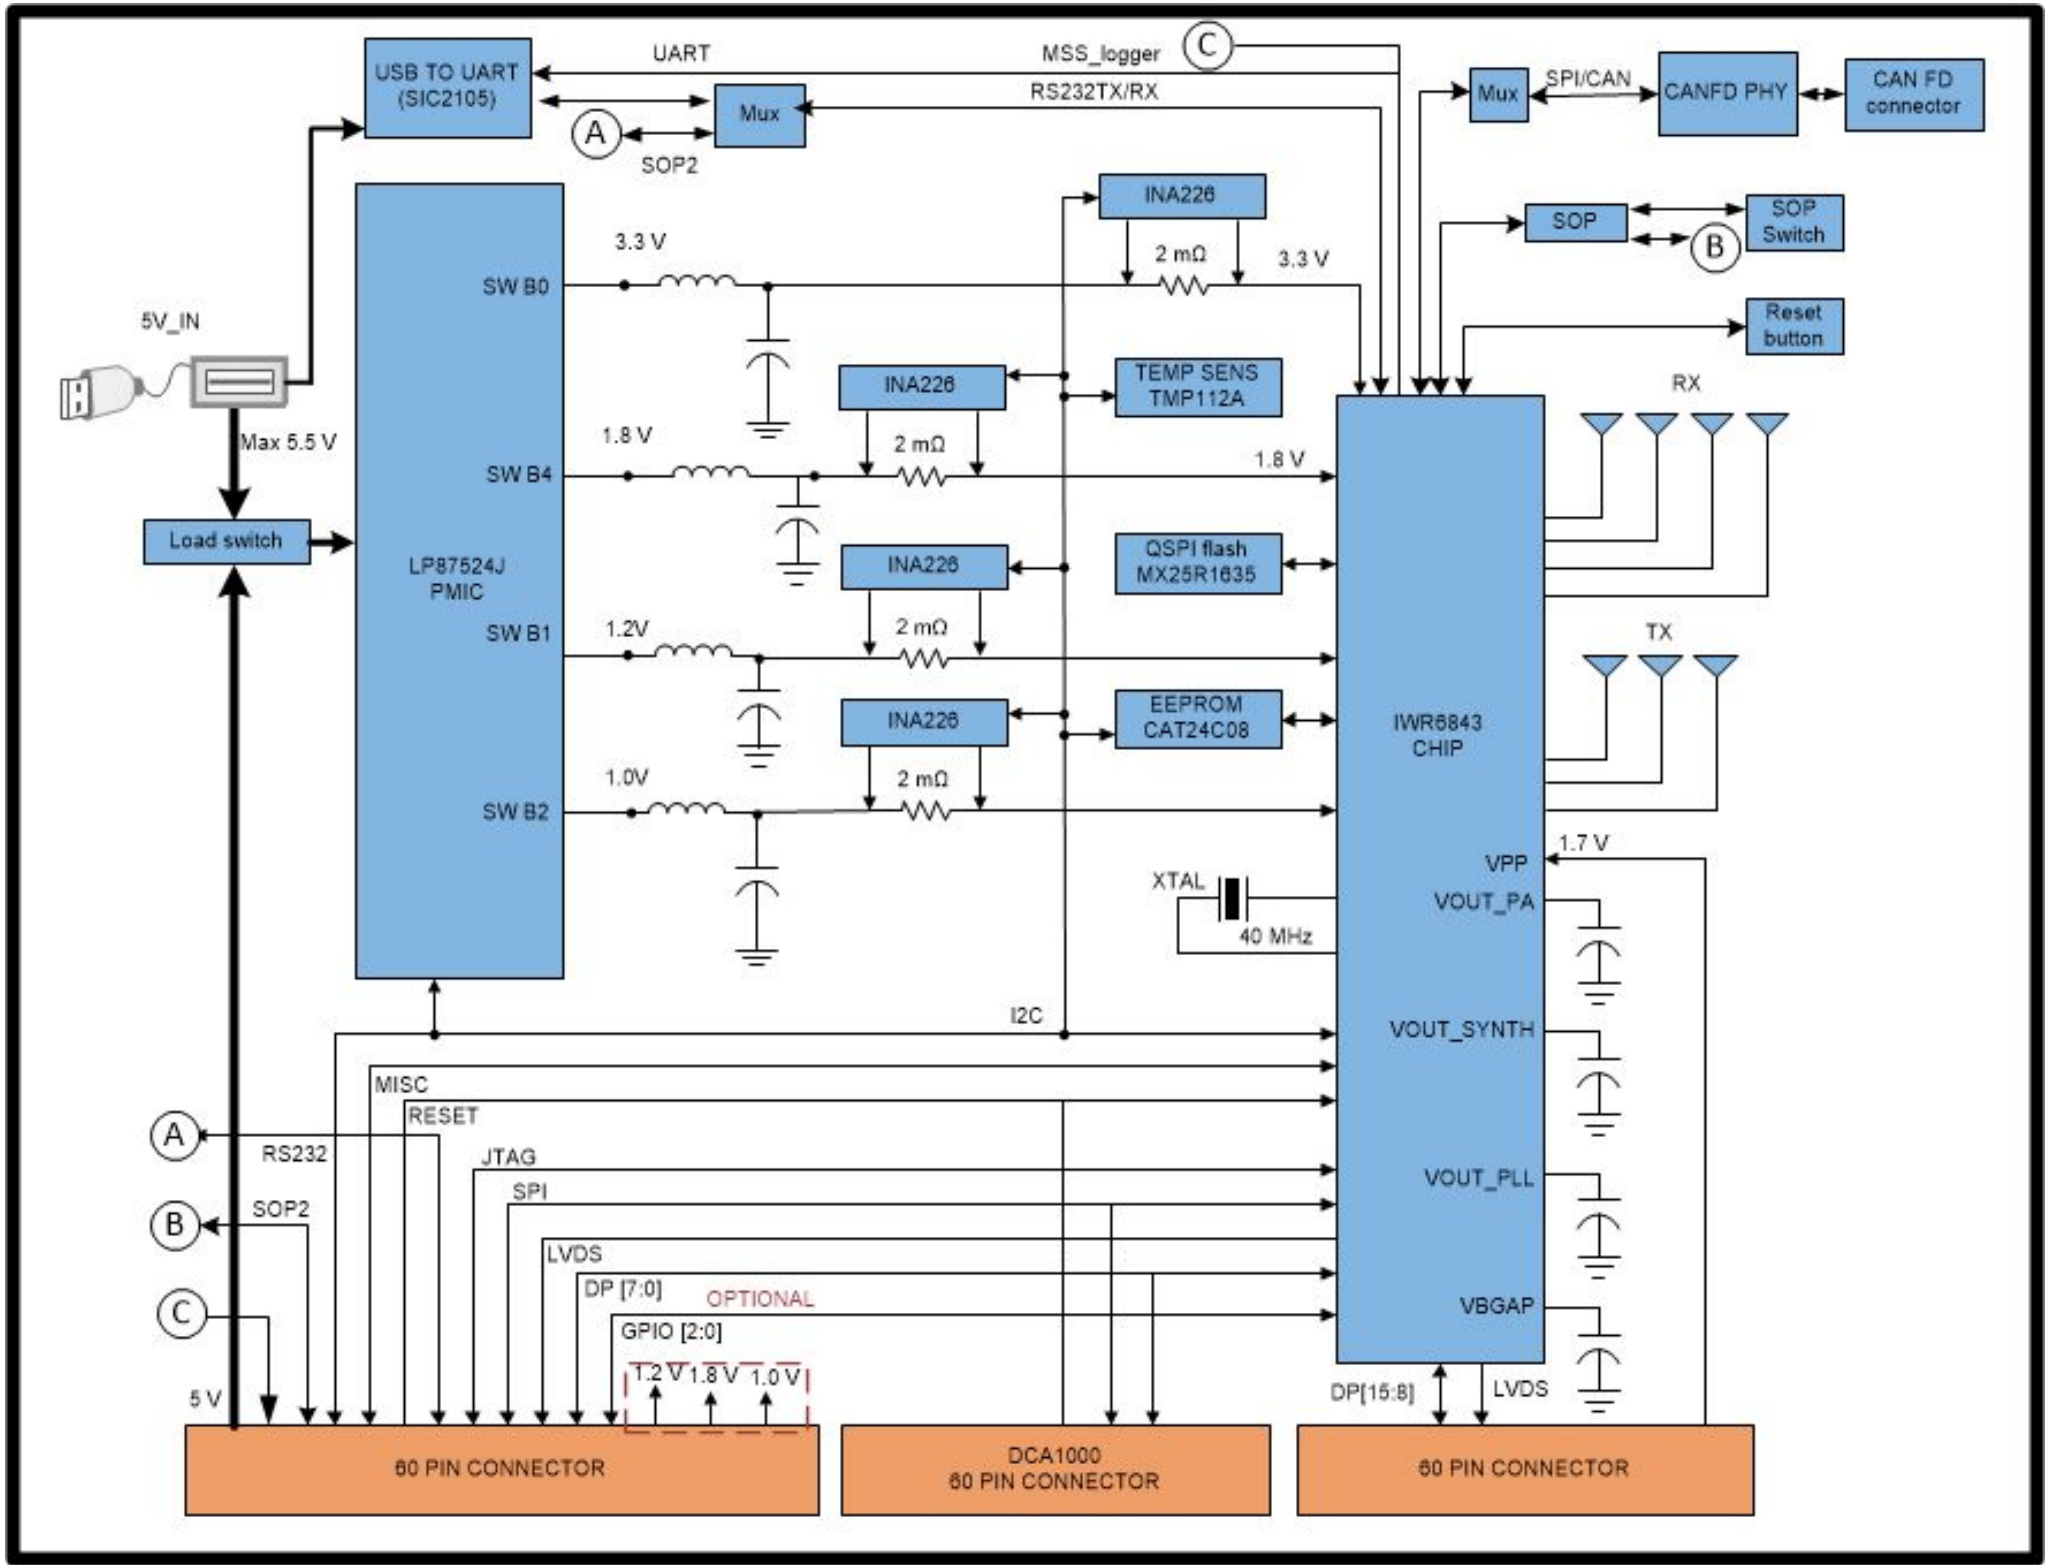 USB TO UART
(SIC2105)
UART
MSS_logger
C
RS232TX/RX
Mux
A
SOP2
Mux
SPI/CAN
CANFD PHY
CAN FD
connector
INA226
SOP
SOP
Switch
B
3.3 V
2 mΩ
3.3 V
SW B0
Reset
button
5V_IN
RX
INA226
TEMP SENS
TMP112A
Max 5.5 V
1.8 V
2 mΩ
1.8 V
SW B4
Load switch
LP87524J
PMIC
INA226
QSPI flash
MX25R1635
SW B1
1.2V
2 mΩ
TX
INA226
EEPROM
CAT24C08
IWR6843
CHIP
1.0V
2 mΩ
SW B2
1.7 V
VPP
XTAL
VOUT_PA
40 MHz
I2C
VOUT_SYNTH
MISC
RESET
A
RS232
JTAG
VOUT_PLL
SPI
B
SOP2
LVDS
DP [7:0]
OPTIONAL
C
GPIO [2:0]
VBGAP
1.2 V
1.8 V
1.0 V
5 V
DP[15:8]
LVDS
60 PIN CONNECTOR
DCA1000
60 PIN CONNECTOR
60 PIN CONNECTOR